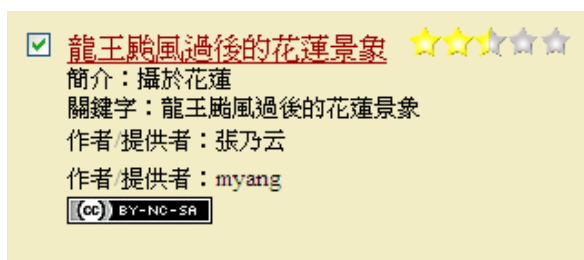 龍王颱風過後的花蓮景象
簡介：攝於花蓮
關鍵字：龍王颱風過後的花蓮景象
作者/提供者：張乃云
作者/提供者：myang
(cc) BY-NC-SA